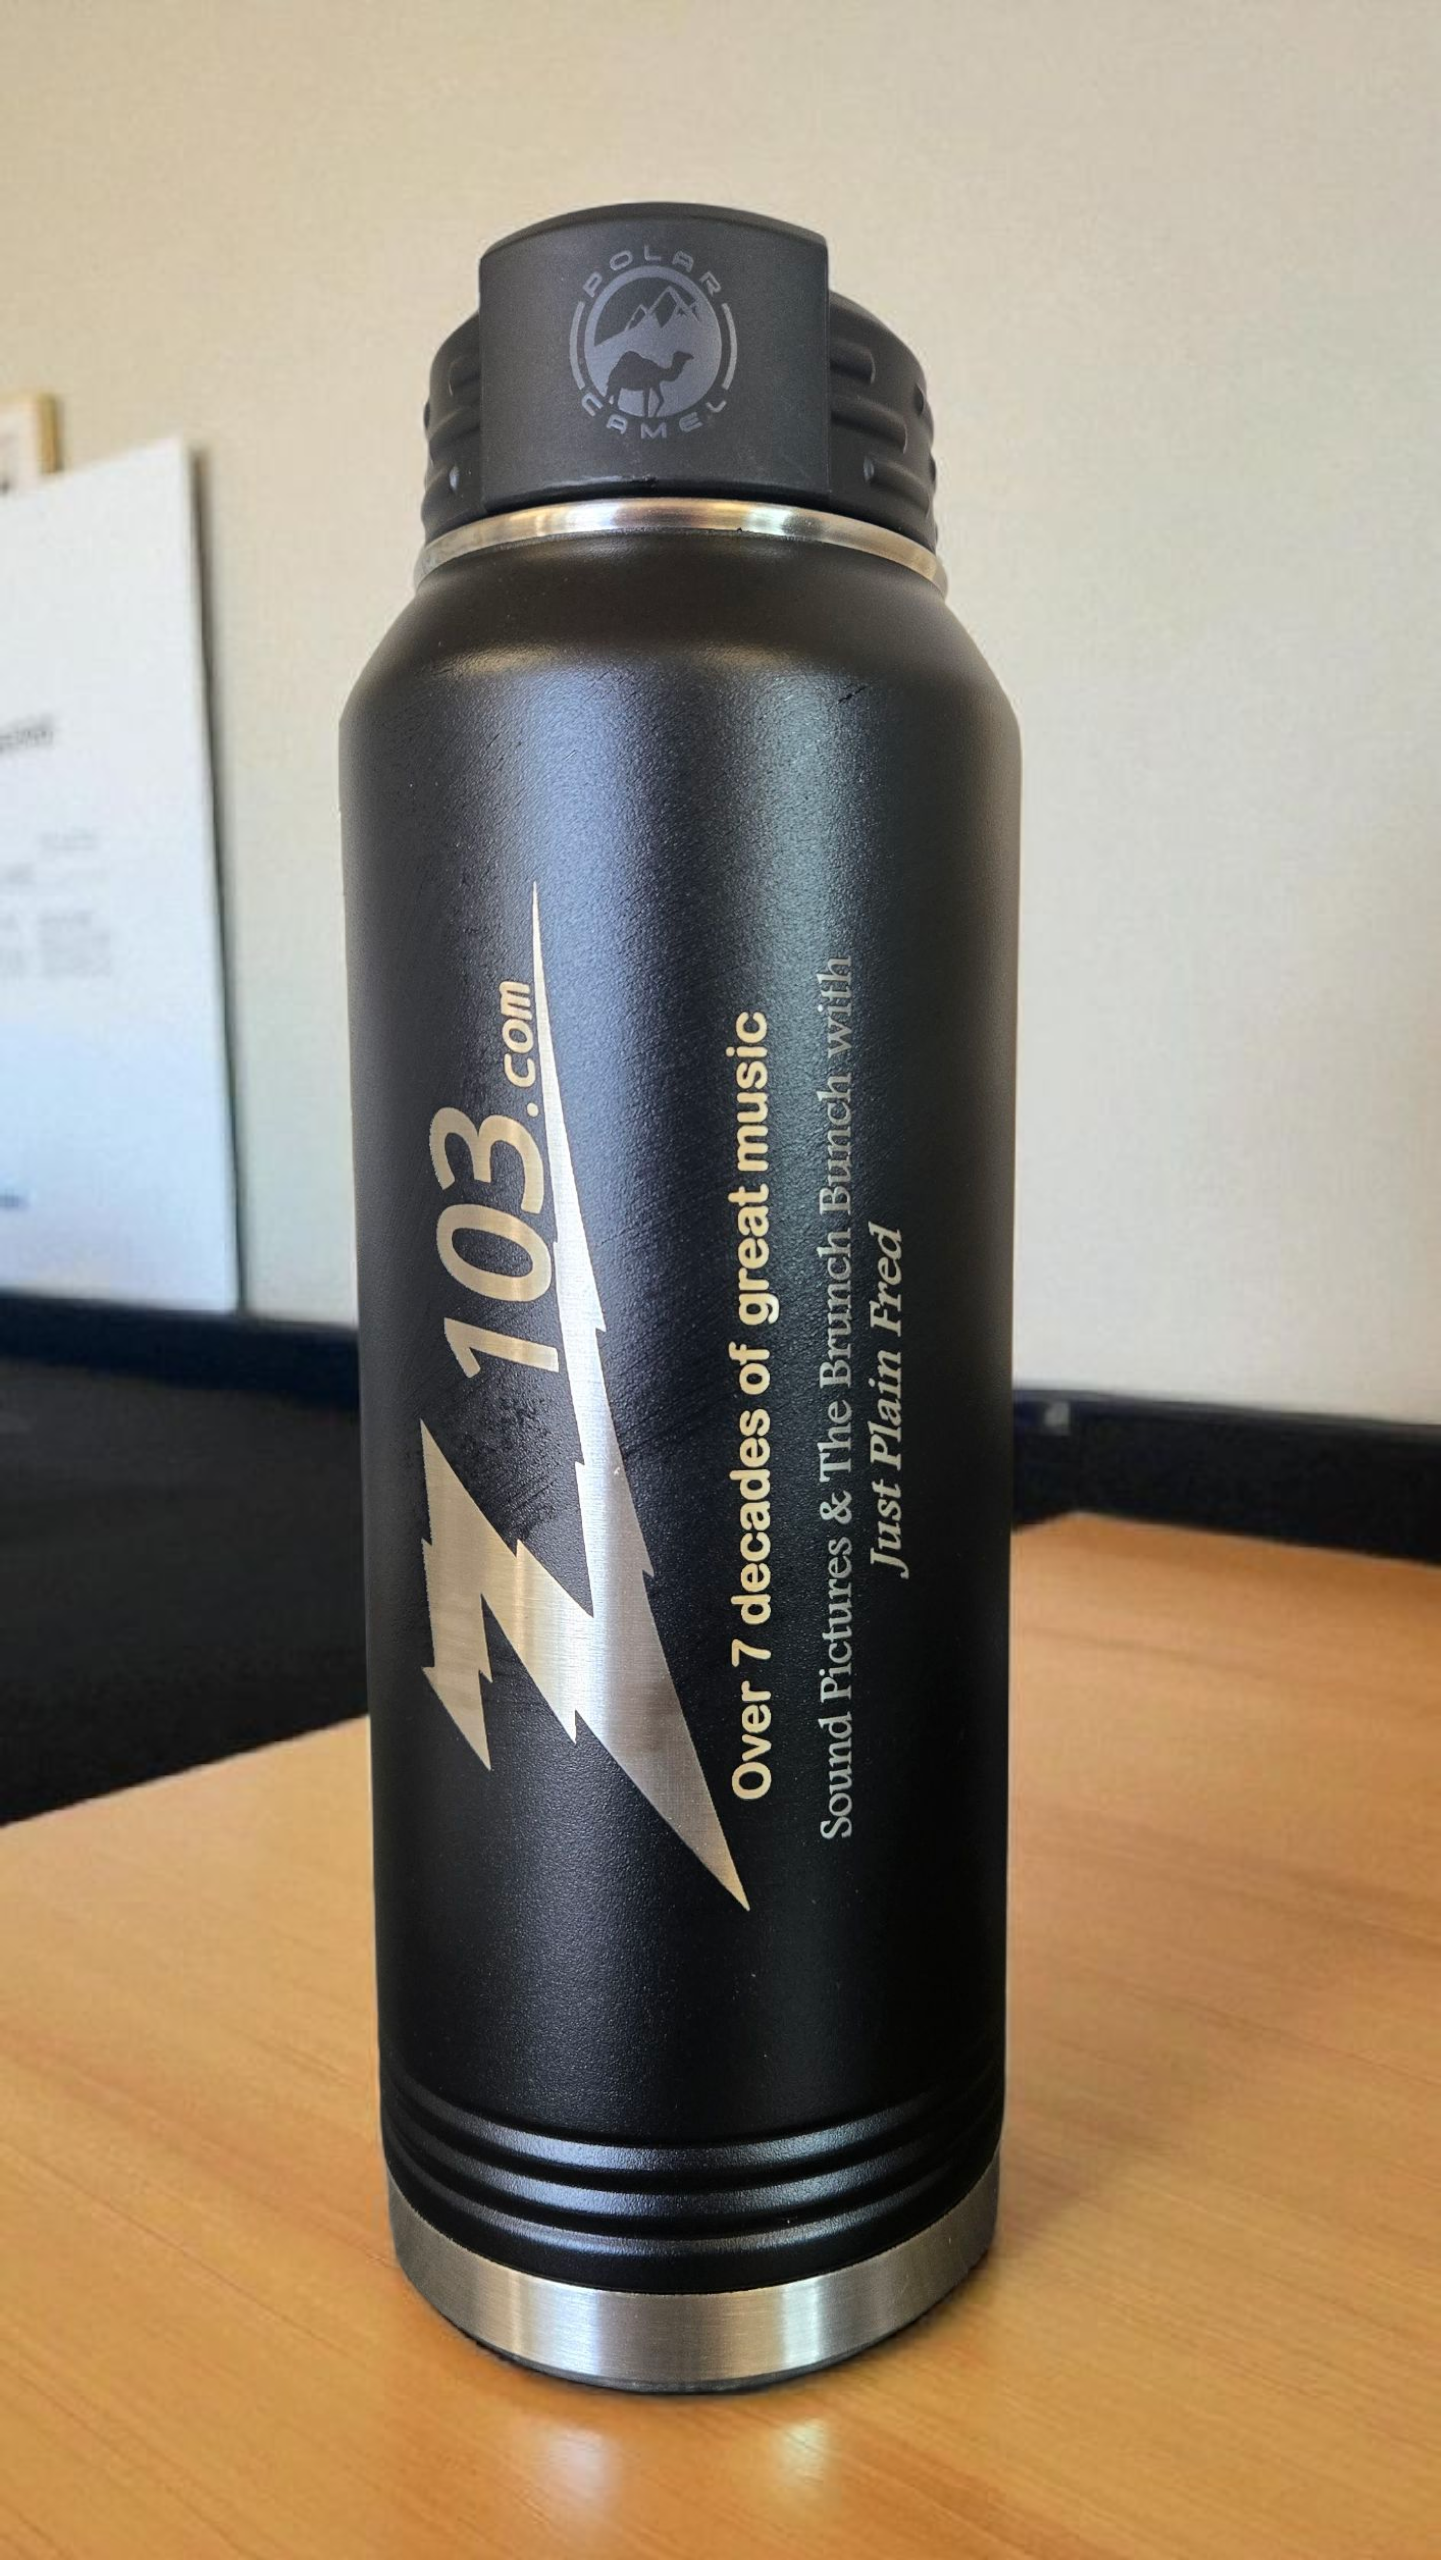 POLAR
CAMEL
Z103.com
Over 7 decades of great music
Sound Pictures & The Brunch Bunch with
Just Plain Fred